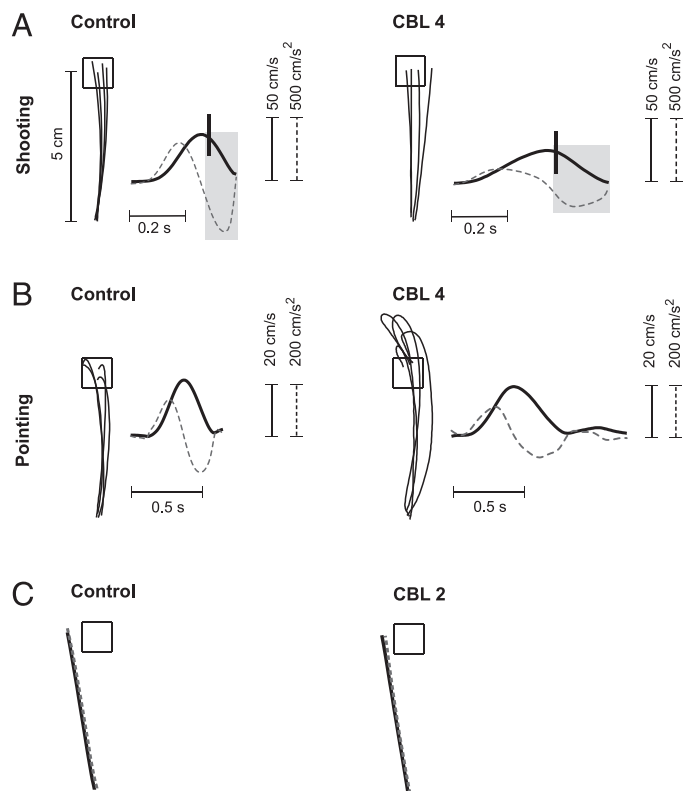 A
Control
CBL 4
Shooting
5 cm
50 cm/s
500 cm/s²
50 cm/s
500 cm/s²
0.2 s
0.2 s
B
Control
CBL 4
Pointing
20 cm/s
200 cm/s²
20 cm/s
200 cm/s²
0.5 s
0.5 s
C
Control
CBL 2